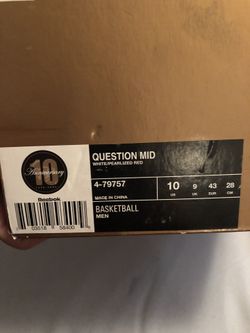 10
Anniversary
Reebok
QUESTION MID
WHITE/PEARLIZED RED
4-79757
MADE IN CHINA
10 9 43 28
US UK EUR CM
BASKETBALL
MEN